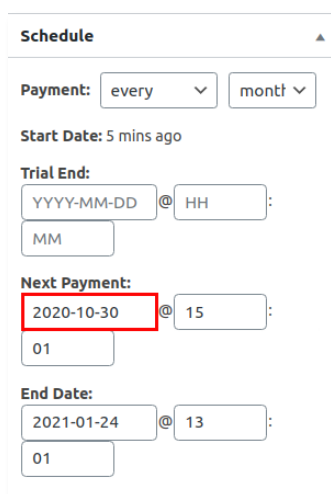 Schedule
Payment: every month
Start Date: 5 mins ago
Trial End:
YYYY-MM-DD @ HH :
MM
Next Payment:
2020-10-30 @ 15 :
01
End Date:
2021-01-24 @ 13 :
01